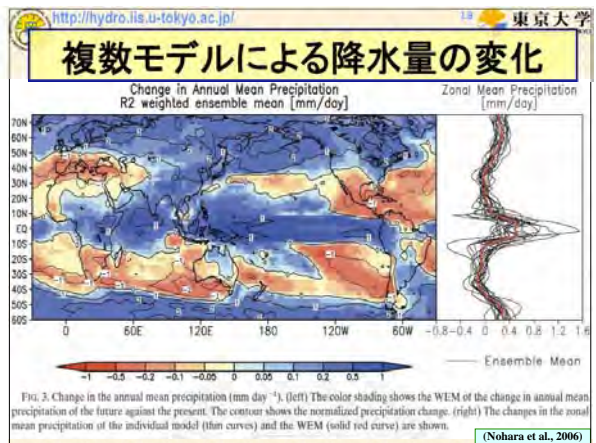 http://hydro.iis.u-tokyo.ac.jp/
東京大学
複数モデルによる降水量の変化
Change in Annual Mean Precipitation
R2 weighted ensemble mean [mm/day]
Zonal Mean Precipitation
[mm/day]
70N
60N
50N
40N
30N
20N
10N
EQ
10S
20S
30S
40S
50S
60S
0 60E 120E 180 120W 60W
-0.8 -0.4 0 0.4 0.8 1.2 1.6
Ensemble Mean
-1 -0.5 -0.2 -0.1 -0.05 0 0.05 0.1 0.2 0.5 1
FIG. 3. Change in the annual mean precipitation (mm day⁻¹). (left) The color shading shows the WEM of the change in annual mean
precipitation of the future against the present. The contour shows the normalized precipitation change. (right) The changes in the zonal
mean precipitation of the individual model (thin curves) and the WEM (solid red curve) are shown.
(Nohara et al., 2006)